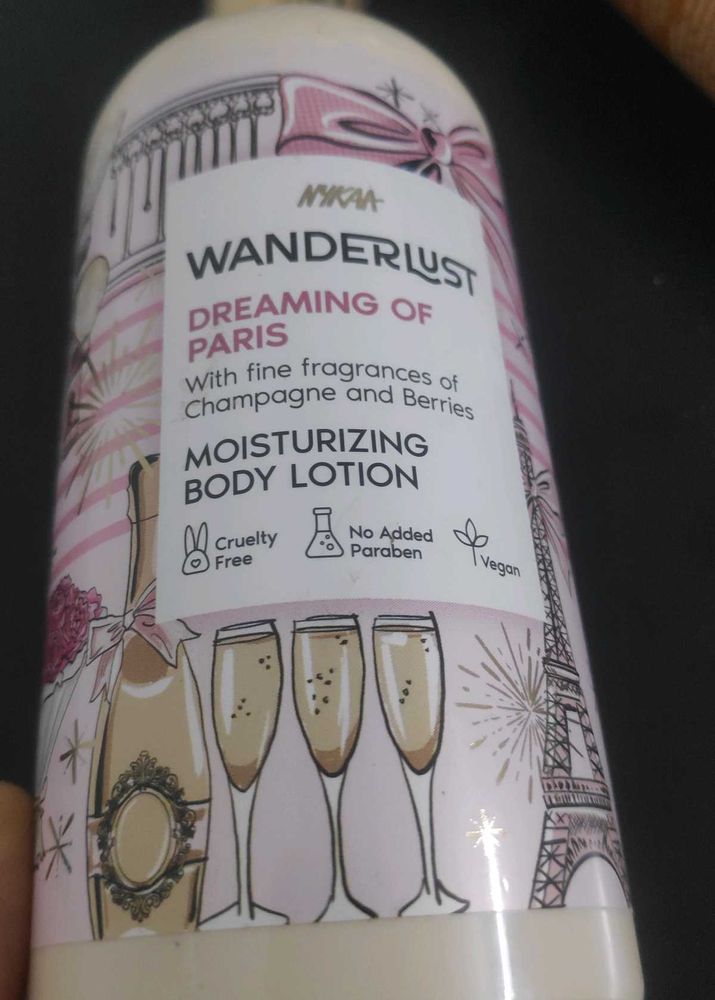 NYKAA
WANDERLUST
DREAMING OF
PARIS
With fine fragrances of
Champagne and Berries
MOISTURIZING
BODY LOTION
Cruelty
Free
No Added
Paraben
Vegan